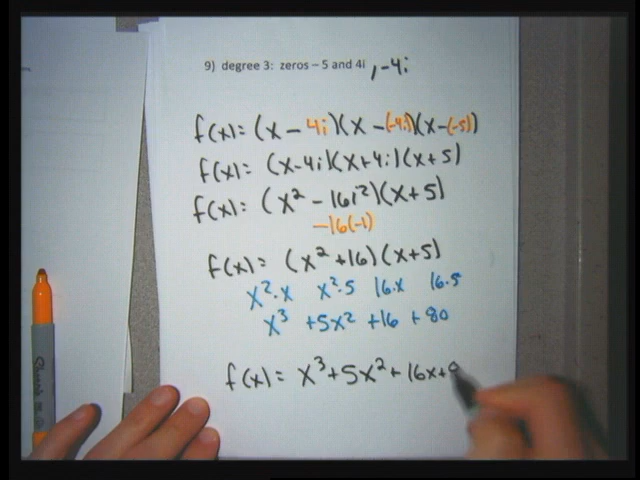 9) degree 3: zeros – 5 and 4i , -4i
f(x) = (x - 4i)(x - (-4i))(x - (-5))
f(x) = (x-4i)(x+4i)(x+5)
f(x) = (x² - 16i²)(x+5)
-16(-1)
f(x) = (x² +16)(x+5)
x²·x x²·5 16·x 16·5
x³ +5x² +16 +80
f(x) = x³ + 5x² + 16x +